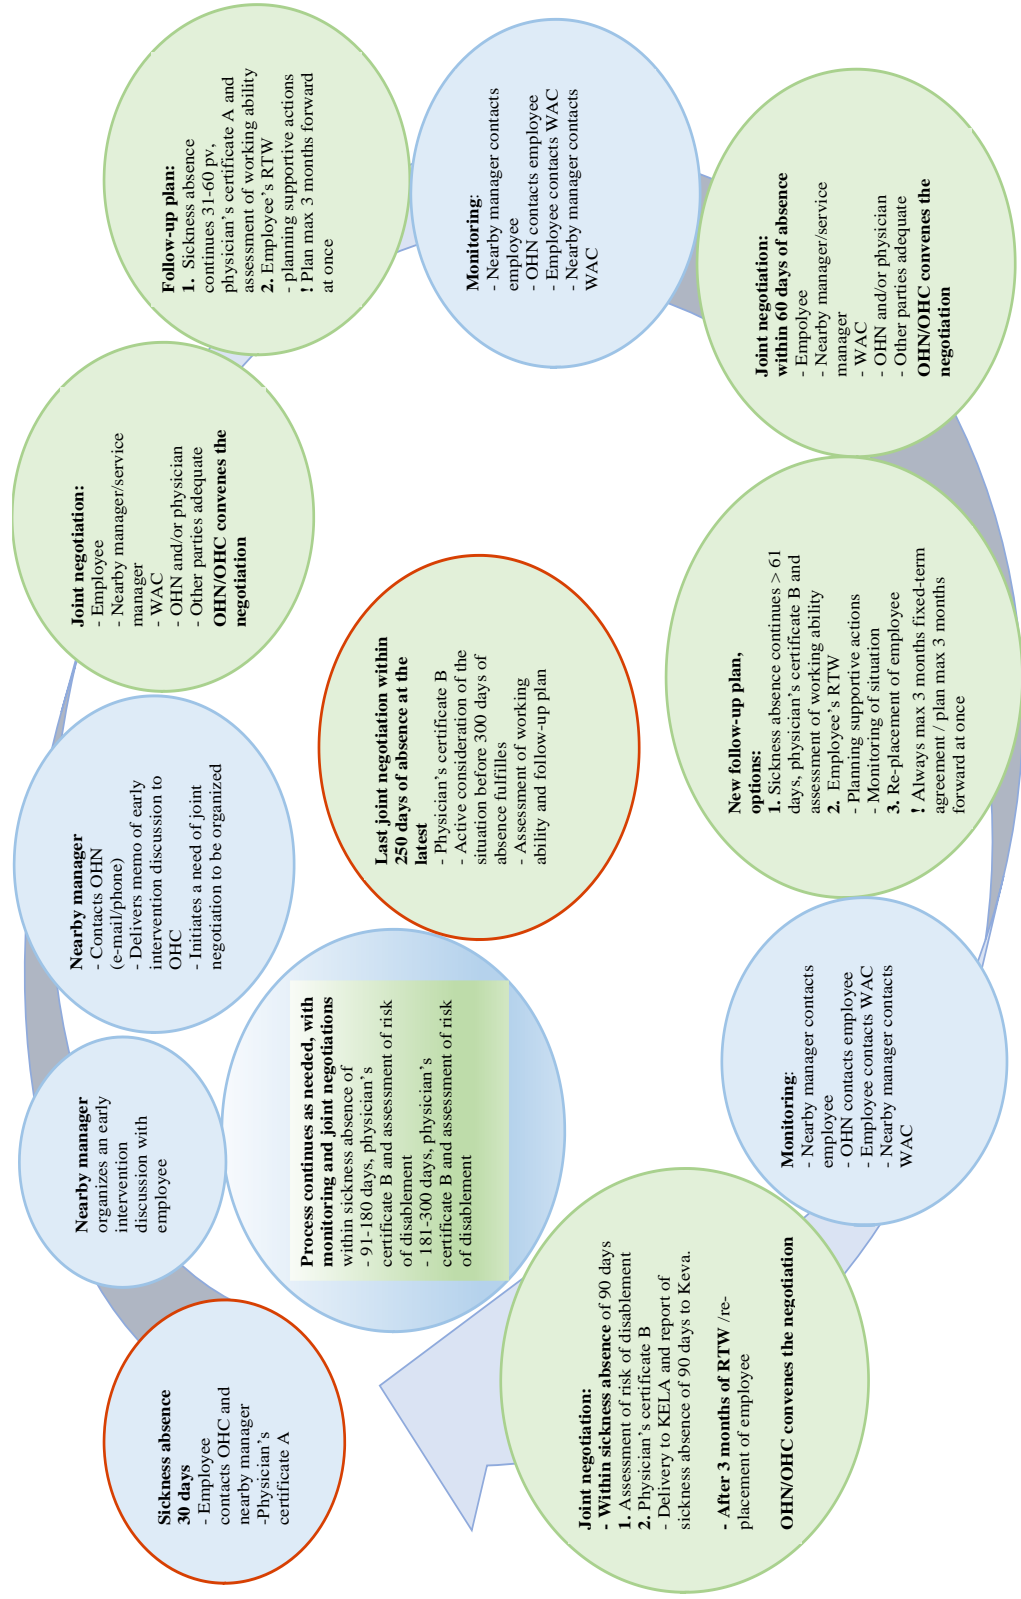 Sickness absence
30 days
- Employee
contacts OHC and
nearby manager
-Physician's
certificate A
Nearby manager
organizes an early
intervention
discussion with
employee
Nearby manager
- Contacts OHN
(e-mail/phone)
- Delivers memo of early
intervention discussion to
OHC
- Initiates a need of joint
negotiation to be organized
Joint negotiation:
- Employee
- Nearby manager/service
manager
- WAC
- OHN and/or physician
- Other parties adequate
OHN/OHC convenes the
negotiation
Follow-up plan:
1. Sickness absence
continues 31-60 pv,
physician's certificate A and
assessment of working ability
2. Employee's RTW
- planning supportive actions
! Plan max 3 months forward
at once
Monitoring:
- Nearby manager contacts
employee
- OHN contacts employee
- Employee contacts WAC
- Nearby manager contacts
WAC
Joint negotiation:
within 60 days of absence
- Empolyee
- Nearby manager/service
manager
- WAC
- OHN and/or physician
- Other parties adequate
OHN/OHC convenes the
negotiation
New follow-up plan,
options:
1. Sickness absence continues > 61
days, physician's certificate B and
assessment of working ability
2. Employee's RTW
- Planning supportive actions
- Monitoring of situation
3. Re-placement of employee
! Always max 3 months fixed-term
agreement / plan max 3 months
forward at once
Monitoring:
- Nearby manager contacts
employee
- OHN contacts employee
- Employee contacts WAC
- Nearby manager contacts
WAC
Joint negotiation:
- Within sickness absence of 90 days
1. Assessment of risk of disablement
2. Physician's certificate B
- Delivery to KELA and report of
sickness absence of 90 days to Keva.
- After 3 months of RTW /re-
placement of employee
OHN/OHC convenes the negotiation
Process continues as needed, with
monitoring and joint negotiations
within sickness absence of
- 91-180 days, physician's
certificate B and assessment of risk
of disablement
- 181-300 days, physician's
certificate B and assessment of risk
of disablement
Last joint negotiation within
250 days of absence at the
latest
- Physician's certificate B
- Active consideration of the
situation before 300 days of
absence fulfilles
- Assessment of working
ability and follow-up plan